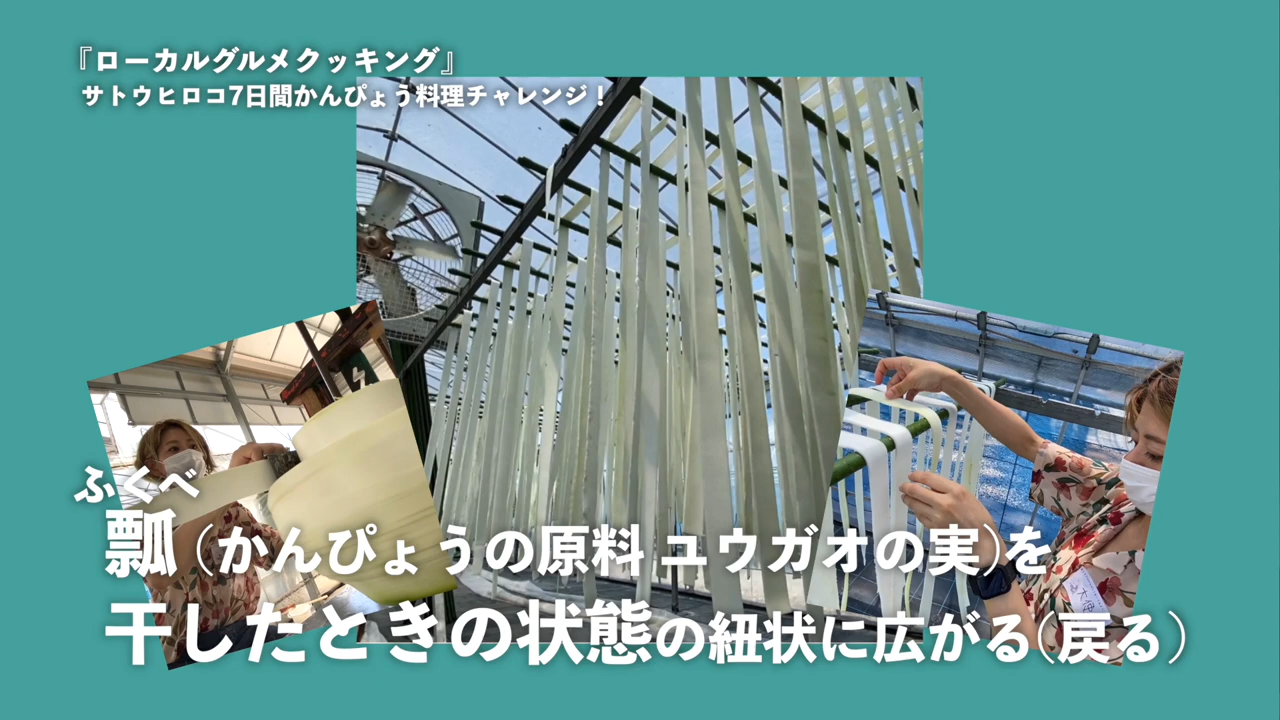 『ローカルグルメクッキング』
サトウヒロコ7日間かんぴょう料理チャレンジ！
ふくべ
瓢（かんぴょうの原料 ユウガオの実）を
干したときの状態の紐状に広がる（戻る）